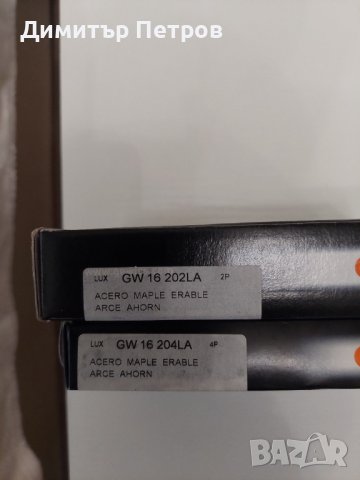 Димитър Петров
LUX GW 16 202LA 2P
ACERO MAPLE ERABLE
ARCE AHORN
LUX GW 16 204LA 4P
ACERO MAPLE ERABLE
ARCE AHORN
BAZAR